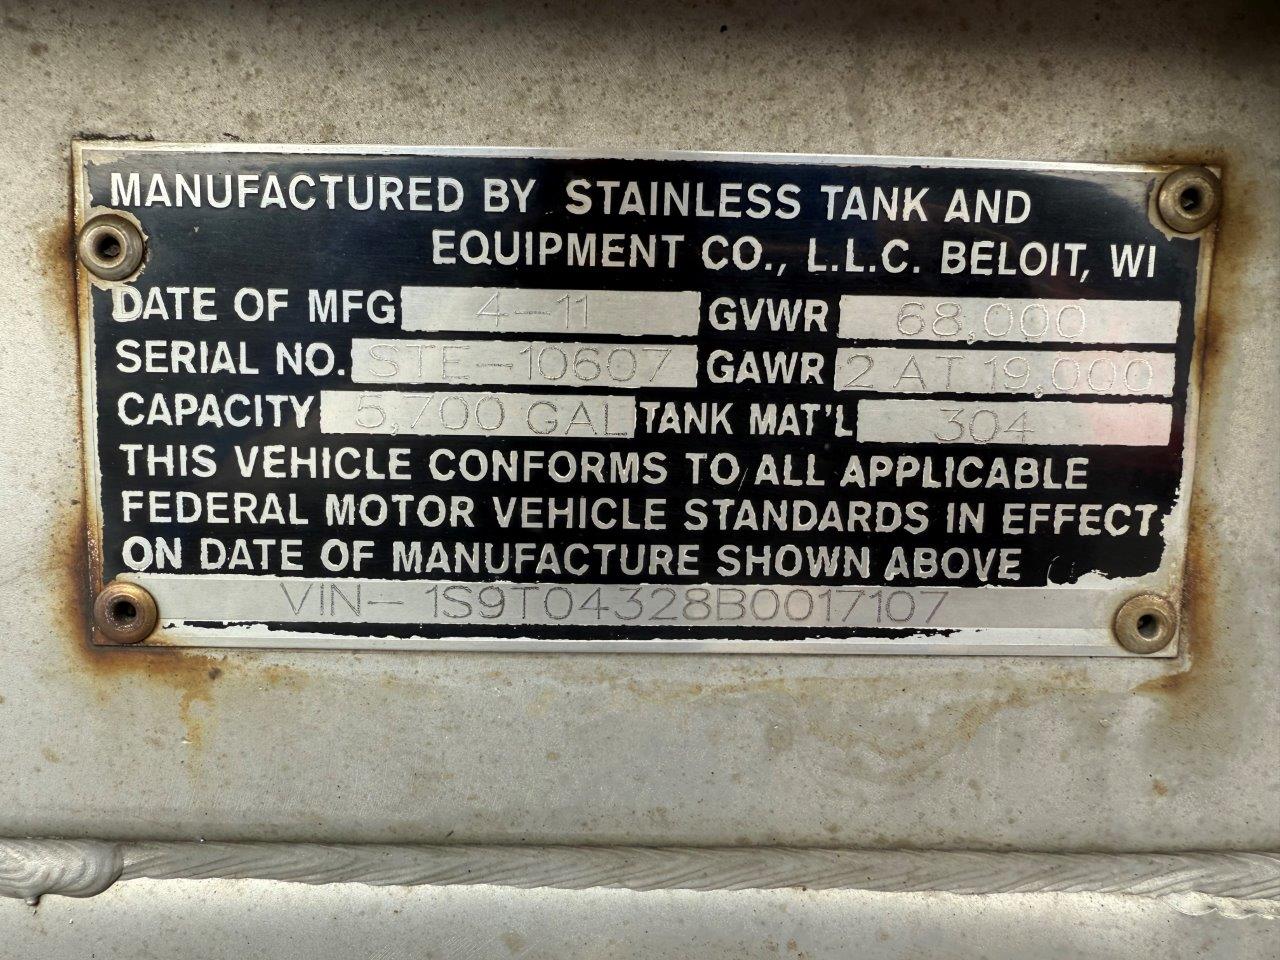 MANUFACTURED BY STAINLESS TANK AND
EQUIPMENT CO., L.L.C. BELOIT, WI
DATE OF MFG 4-11 GVWR 68,000
SERIAL NO. STE-10607 GAWR 2 AT 19,000
CAPACITY 5,700 GAL TANK MAT'L 304
THIS VEHICLE CONFORMS TO ALL APPLICABLE
FEDERAL MOTOR VEHICLE STANDARDS IN EFFECT
ON DATE OF MANUFACTURE SHOWN ABOVE
VIN- 1S9T04328B0017107